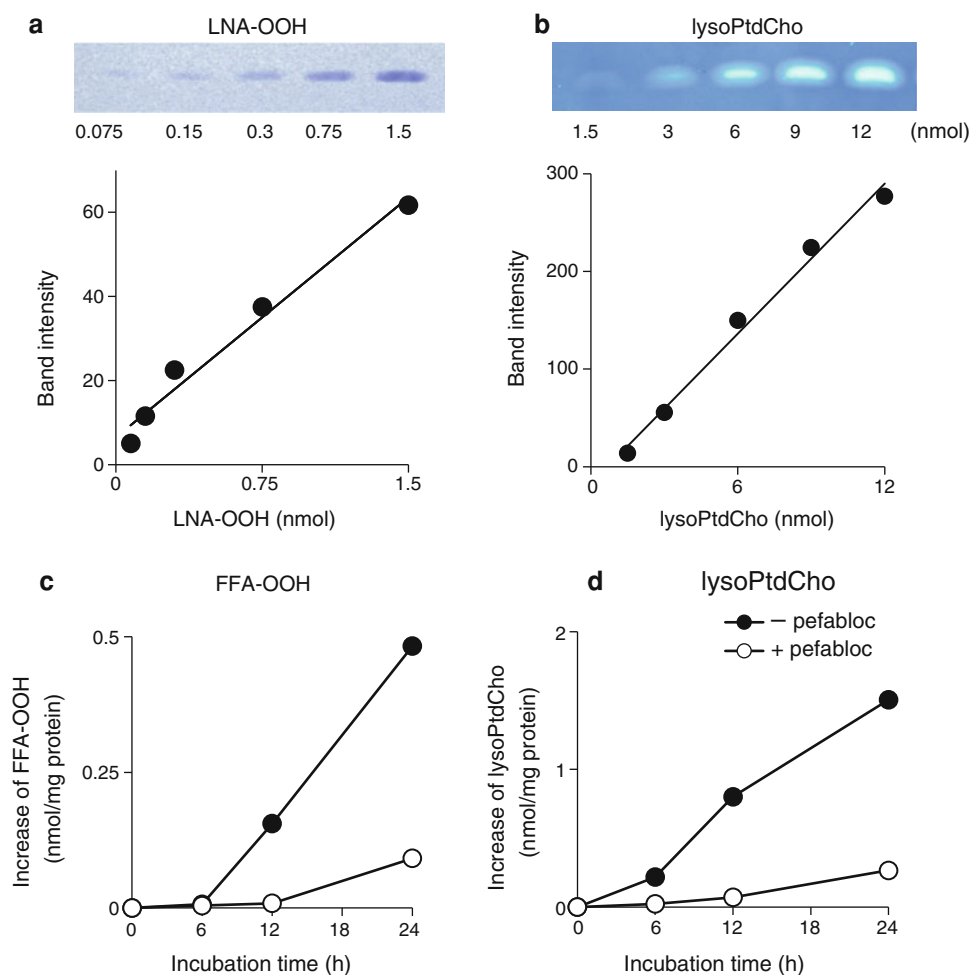 a
LNA-OOH
0.075 0.15 0.3 0.75 1.5
60
40
20
0
Band intensity
0 0.75 1.5
LNA-OOH (nmol)
b
lysoPtdCho
1.5 3 6 9 12 (nmol)
300
200
100
0
Band intensity
0 6 12
lysoPtdCho (nmol)
c
FFA-OOH
0.5
0.25
0
Increase of FFA-OOH
(nmol/mg protein)
0 6 12 18 24
Incubation time (h)
d
lysoPtdCho
− pefabloc
+ pefabloc
2
1
0
Increase of lysoPtdCho
(nmol/mg protein)
0 6 12 18 24
Incubation time (h)